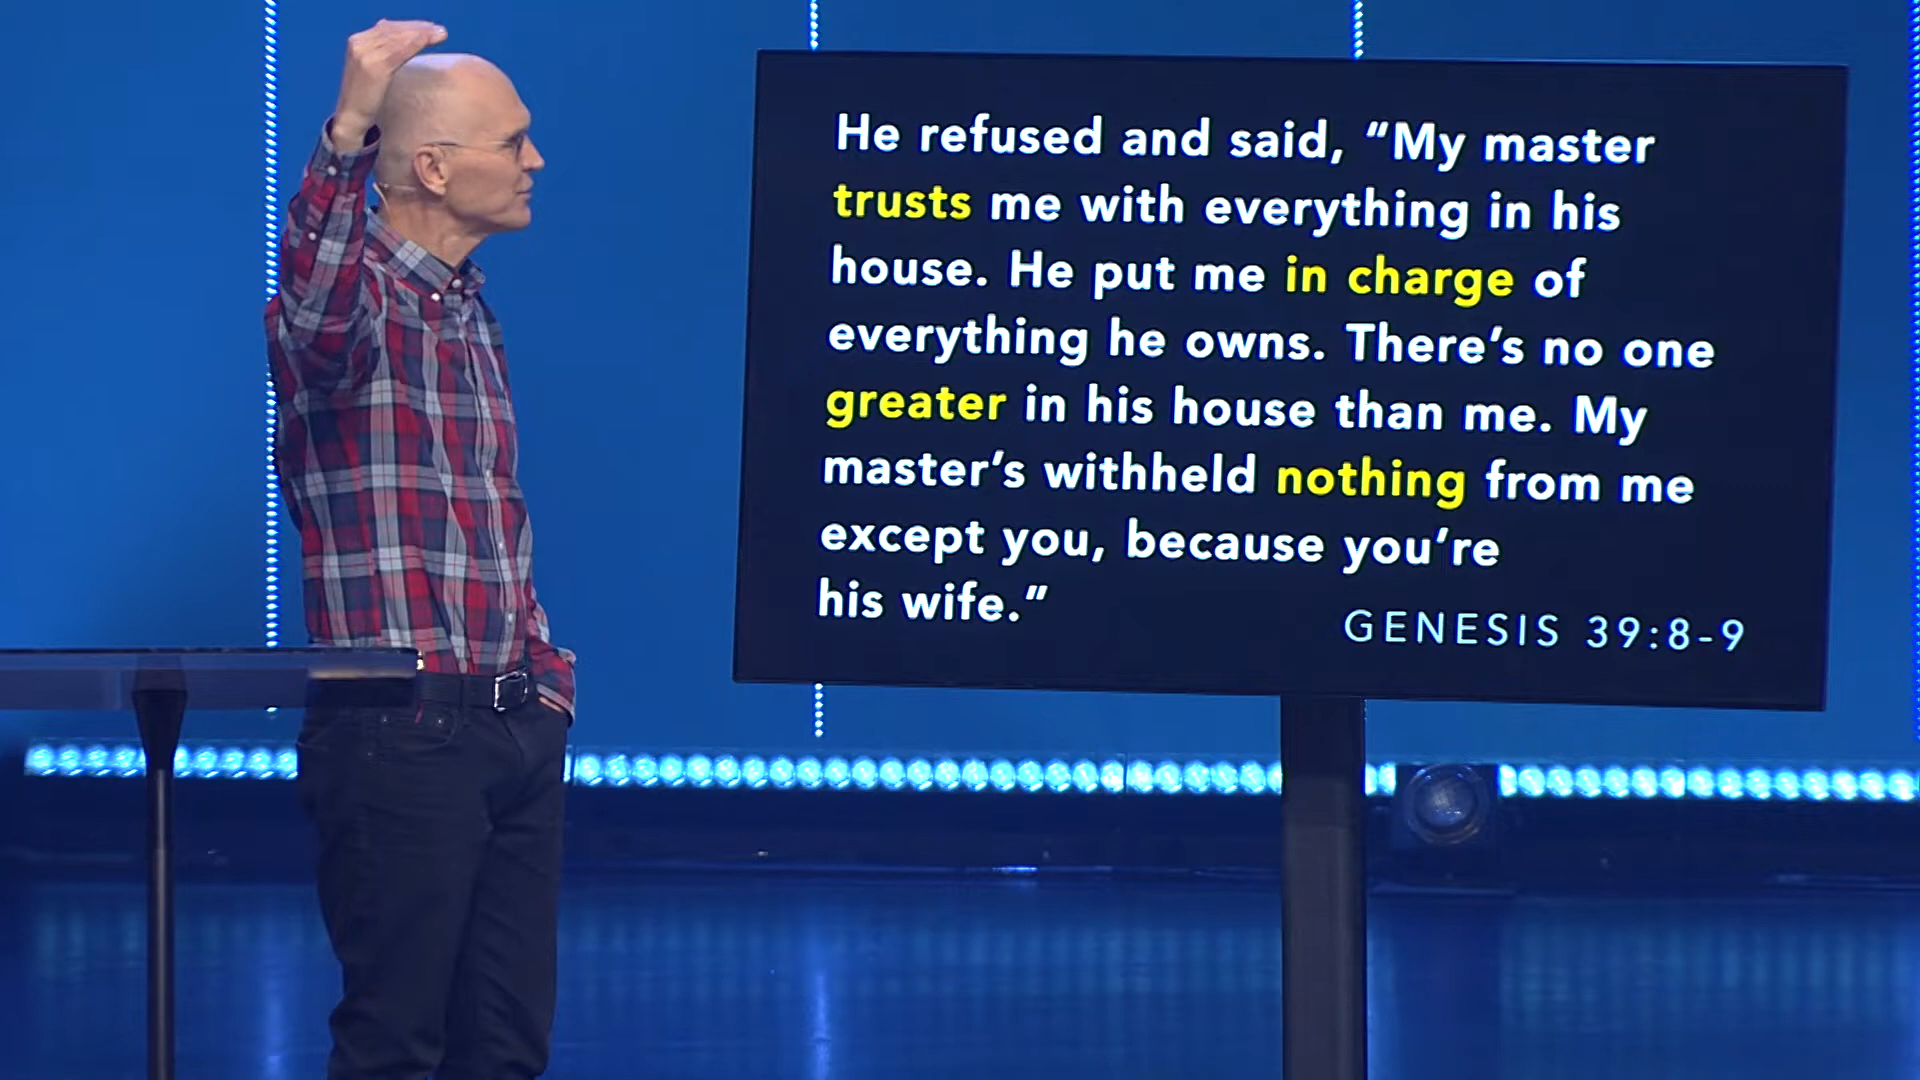 He refused and said, “My master
trusts me with everything in his
house. He put me in charge of
everything he owns. There’s no one
greater in his house than me. My
master’s withheld nothing from me
except you, because you’re
his wife.”
GENESIS 39:8-9